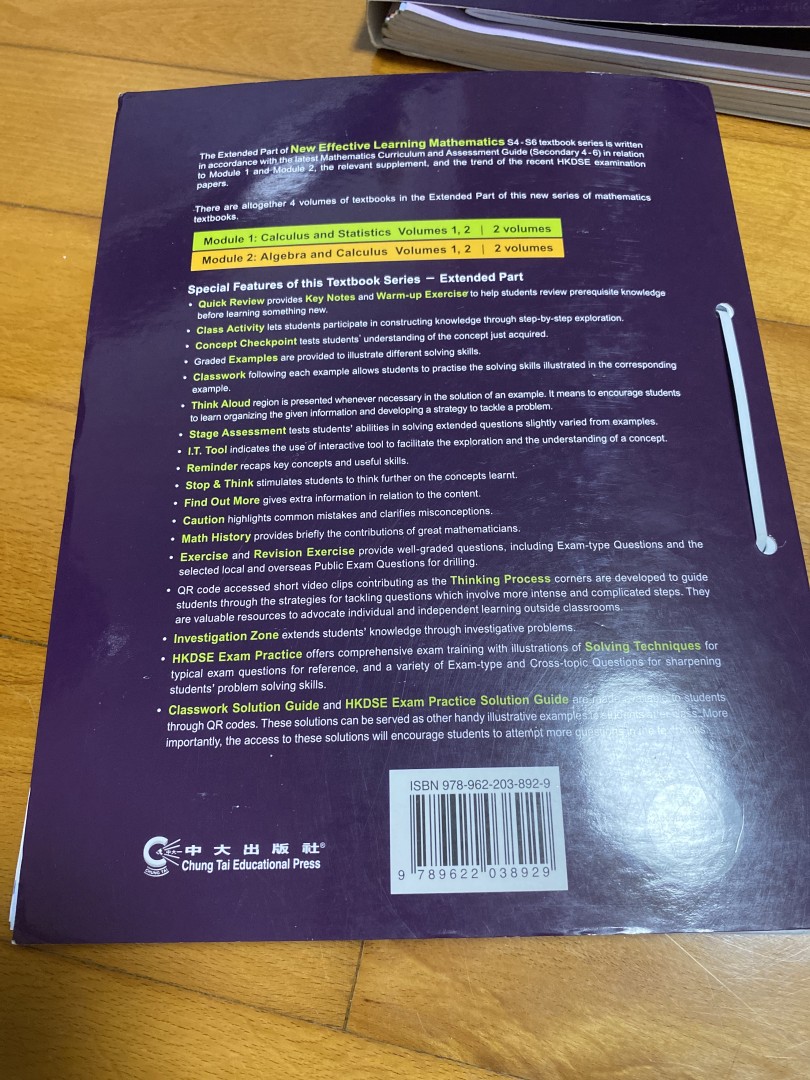 The Extended Part of New Effective Learning Mathematics S4 - S6 textbook series is written
in accordance with the latest Mathematics Curriculum and Assessment Guide (Secondary 4 - 6) in relation
to Module 1 and Module 2, the relevant supplement, and the trend of the recent HKDSE examination
papers.
There are altogether 4 volumes of textbooks in the Extended Part of this new series of mathematics
textbooks.
Module 1: Calculus and Statistics Volumes 1, 2 | 2 volumes
Module 2: Algebra and Calculus Volumes 1, 2 | 2 volumes
Special Features of this Textbook Series – Extended Part
• Quick Review provides Key Notes and Warm-up Exercise to help students review prerequisite knowledge
before learning something new.
• Class Activity lets students participate in constructing knowledge through step-by-step exploration.
• Concept Checkpoint tests students' understanding of the concept just acquired.
• Graded Examples are provided to illustrate different solving skills.
• Classwork following each example allows students to practise the solving skills illustrated in the corresponding
example.
• Think Aloud region is presented whenever necessary in the solution of an example. It means to encourage students
to learn organizing the given information and developing a strategy to tackle a problem.
• Stage Assessment tests students' abilities in solving extended questions slightly varied from examples.
• I.T. Tool indicates the use of interactive tool to facilitate the exploration and the understanding of a concept.
• Reminder recaps key concepts and useful skills.
• Stop & Think stimulates students to think further on the concepts learnt.
• Find Out More gives extra information in relation to the content.
• Caution highlights common mistakes and clarifies misconceptions.
• Math History provides briefly the contributions of great mathematicians.
• Exercise and Revision Exercise provide well-graded questions, including Exam-type Questions and the
selected local and overseas Public Exam Questions for drilling.
• QR code accessed short video clips contributing as the Thinking Process corners are developed to guide
students through the strategies for tackling questions which involve more intense and complicated steps. They
are valuable resources to advocate individual and independent learning outside classrooms.
• Investigation Zone extends students' knowledge through investigative problems.
• HKDSE Exam Practice offers comprehensive exam training with illustrations of Solving Techniques for
typical exam questions for reference, and a variety of Exam-type and Cross-topic Questions for sharpening
students' problem solving skills.
• Classwork Solution Guide and HKDSE Exam Practice Solution Guide are to students
through QR codes. These solutions can be served as other handy illustrative examples More
importantly, the access to these solutions will encourage students to attempt more
ISBN 978-962-203-892-9
9 789622 038929
中大出版社®
Chung Tai Educational Press
CHUNG TAI